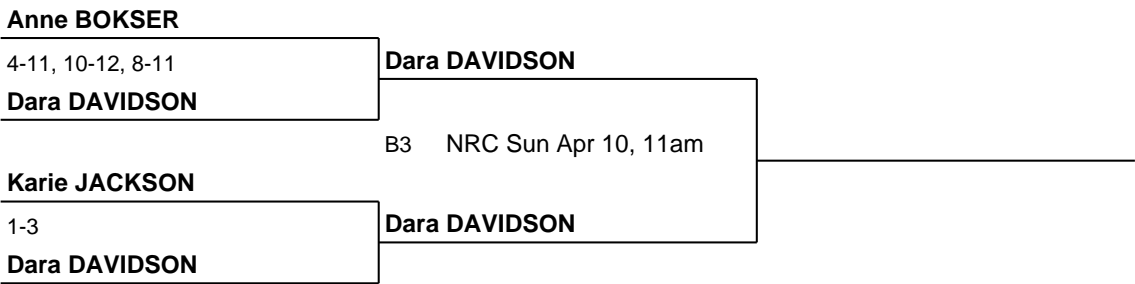 Anne BOKSER
4-11, 10-12, 8-11
Dara DAVIDSON
Dara DAVIDSON
B3 NRC Sun Apr 10, 11am
Karie JACKSON
1-3
Dara DAVIDSON
Dara DAVIDSON